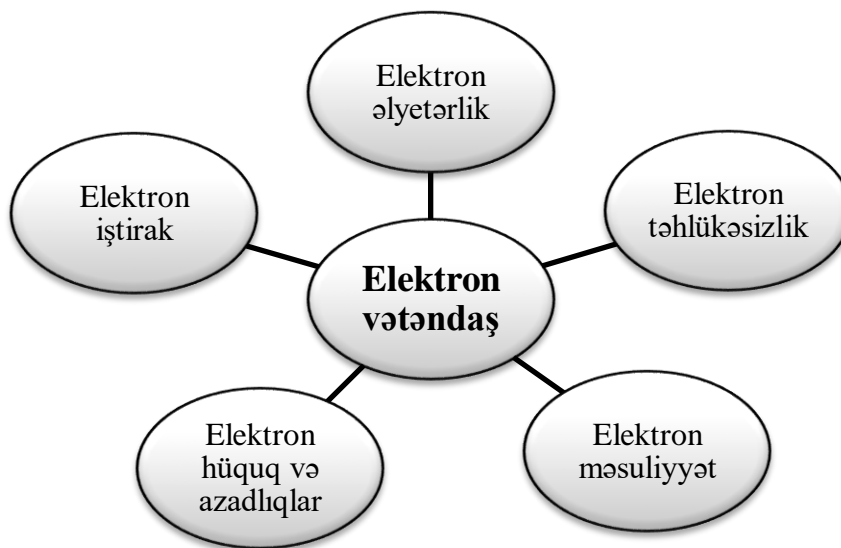 Elektron
əlyetərlik
Elektron
iştirak
Elektron
təhlükəsizlik
Elektron
vətəndaş
Elektron
hüquq və
azadlıqlar
Elektron
məsuliyyət